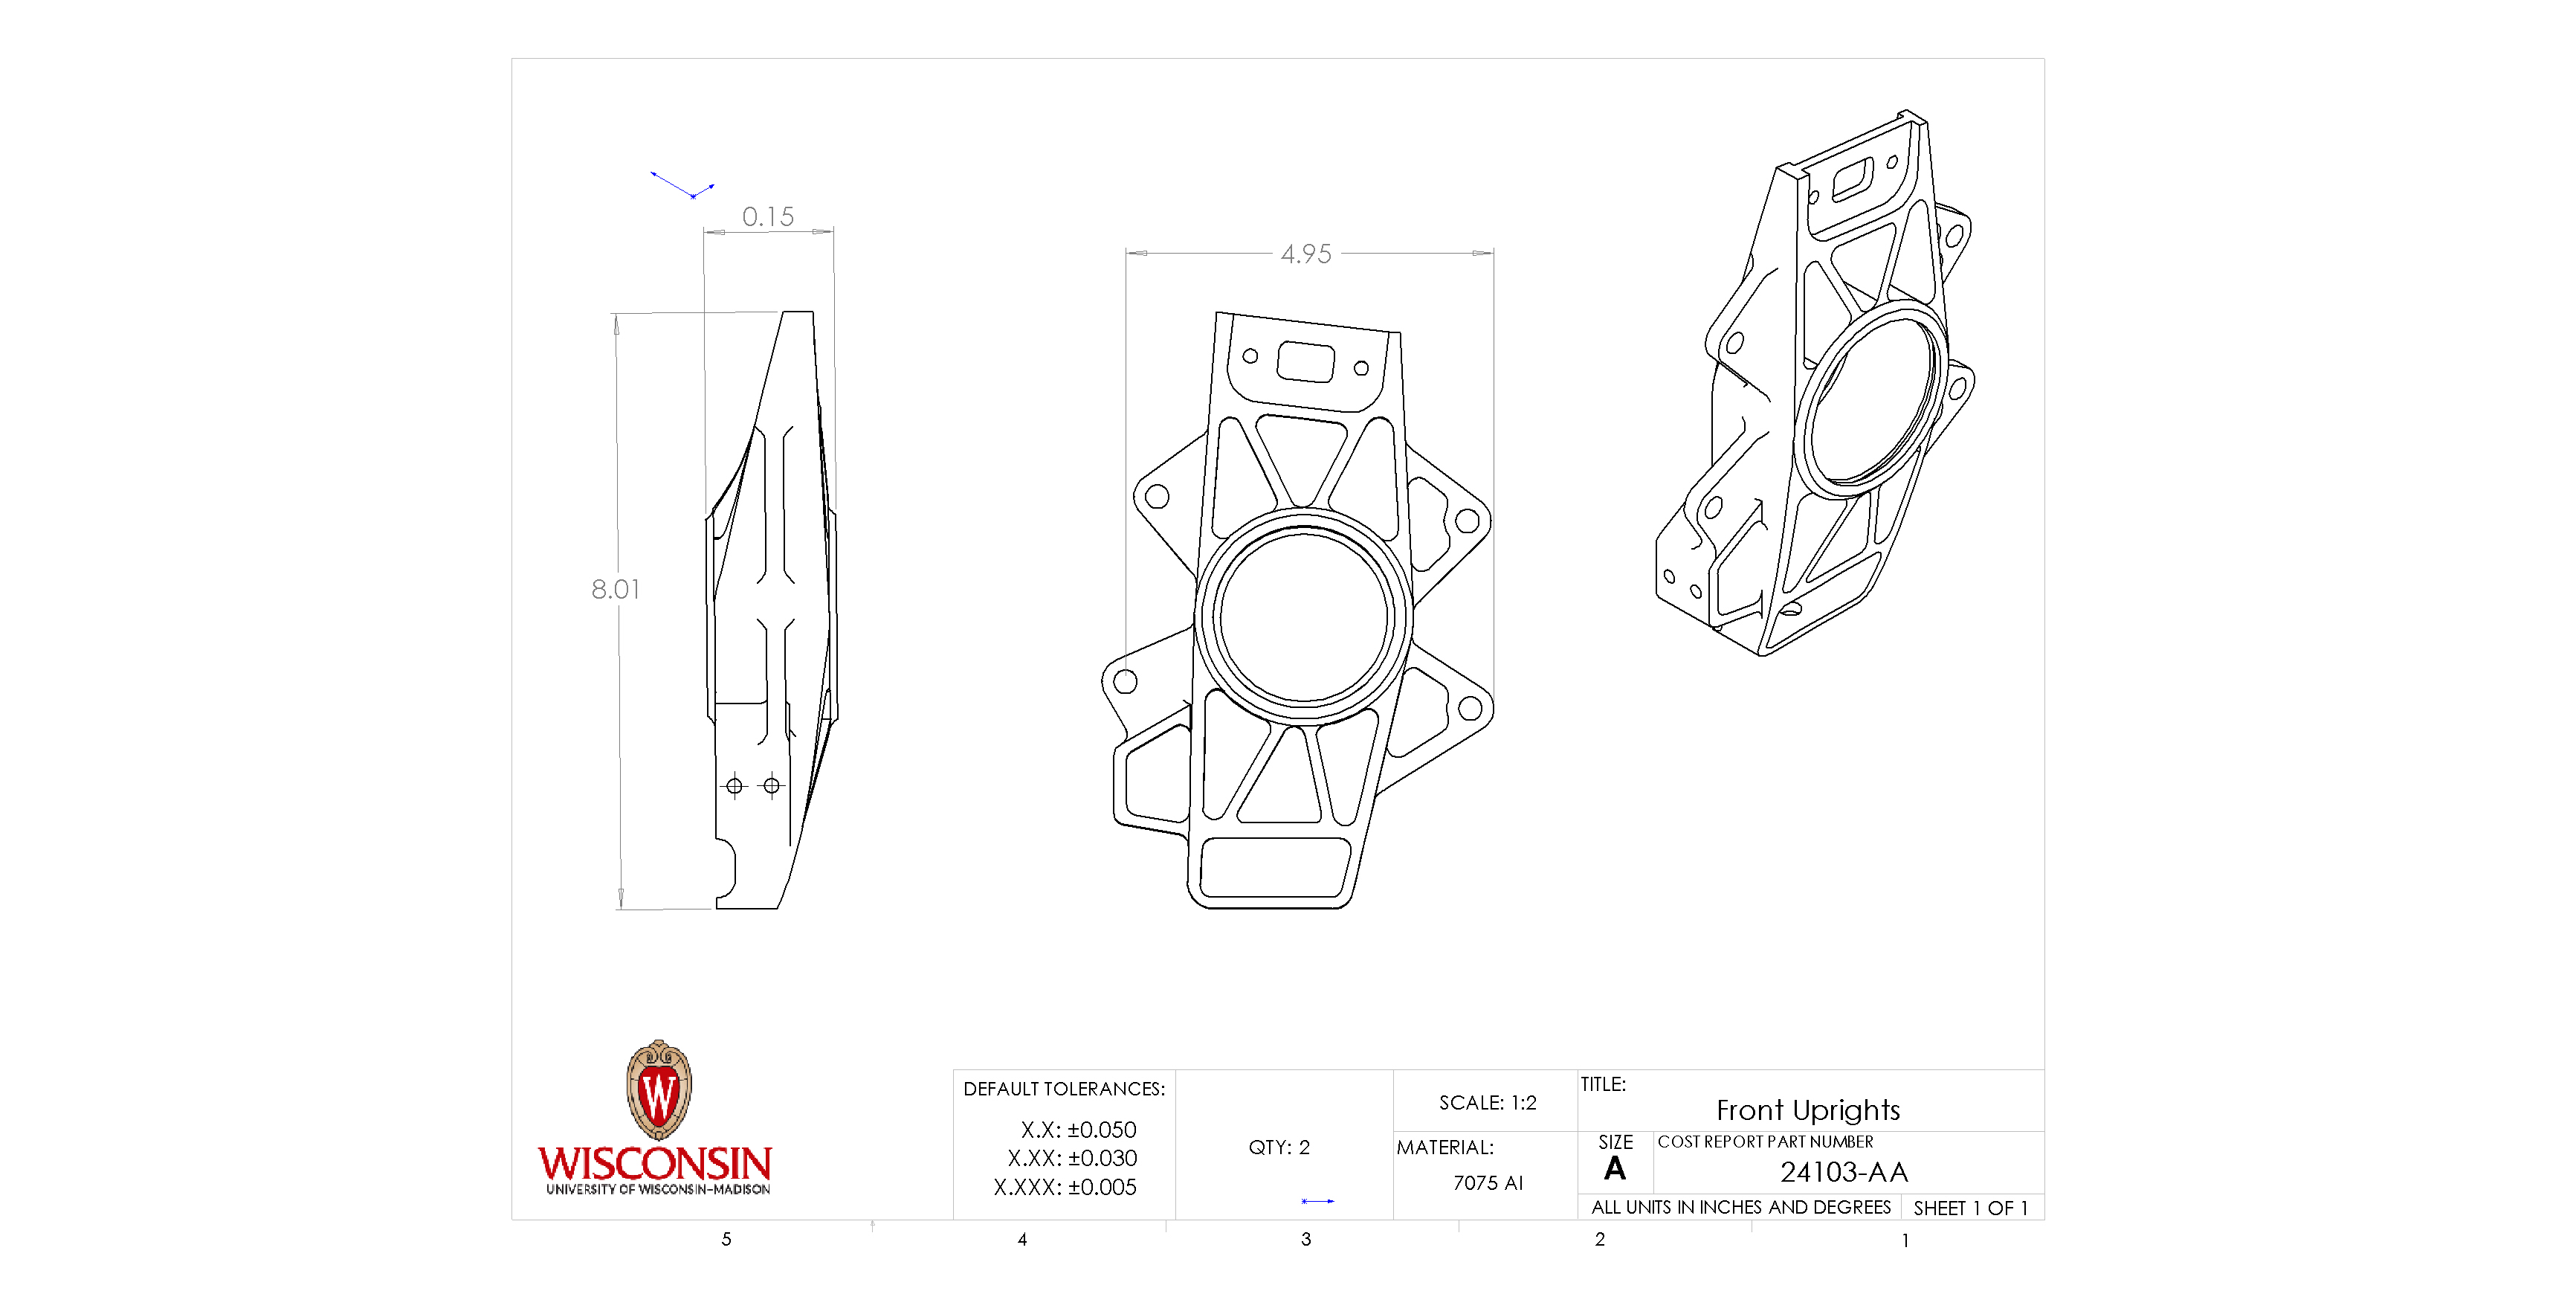 0.15
4.95
8.01
W
WISCONSIN
UNIVERSITY OF WISCONSIN-MADISON
DEFAULT TOLERANCES:
X.X: ±0.050
X.XX: ±0.030
X.XXX: ±0.005
QTY: 2
SCALE: 1:2
MATERIAL:
7075 Al
TITLE:
Front Uprights
SIZE
A
COST REPORT PART NUMBER
24103-AA
ALL UNITS IN INCHES AND DEGREES
SHEET 1 OF 1
5 4 3 2 1